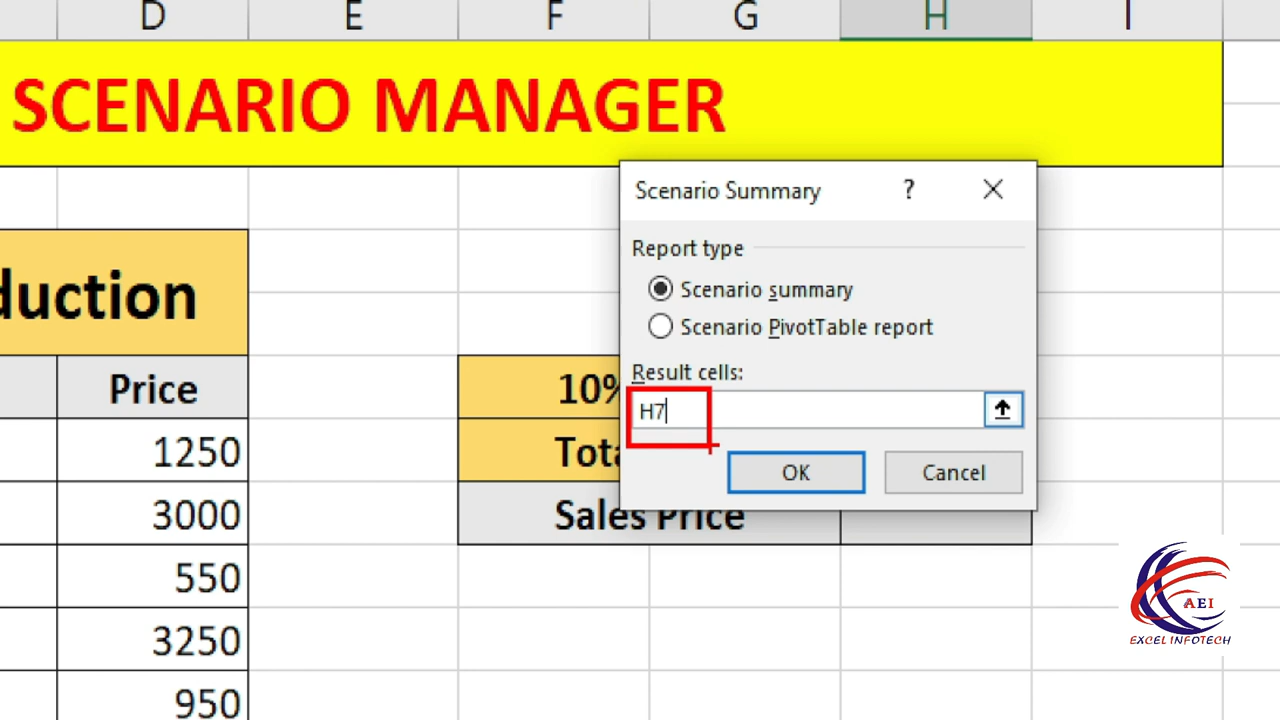 D E F G H I
SCENARIO MANAGER
duction
Price
1250
3000
550
3250
950
10%
Tota
Sales Price
Scenario Summary ? ×
Report type
Scenario summary
Scenario PivotTable report
Result cells:
H7
OK Cancel
AEI
EXCEL INFOTECH